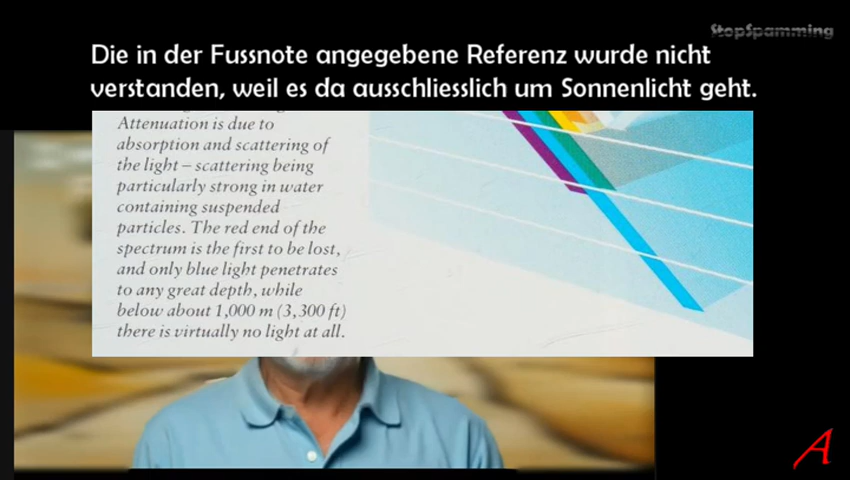 StopSpamming
Die in der Fussnote angegebene Referenz wurde nicht
verstanden, weil es da ausschliesslich um Sonnenlicht geht.
Attenuation is due to
absorption and scattering of
the light – scattering being
particularly strong in water
containing suspended
particles. The red end of the
spectrum is the first to be lost,
and only blue light penetrates
to any great depth, while
below about 1,000 m (3,300 ft)
there is virtually no light at all.
A